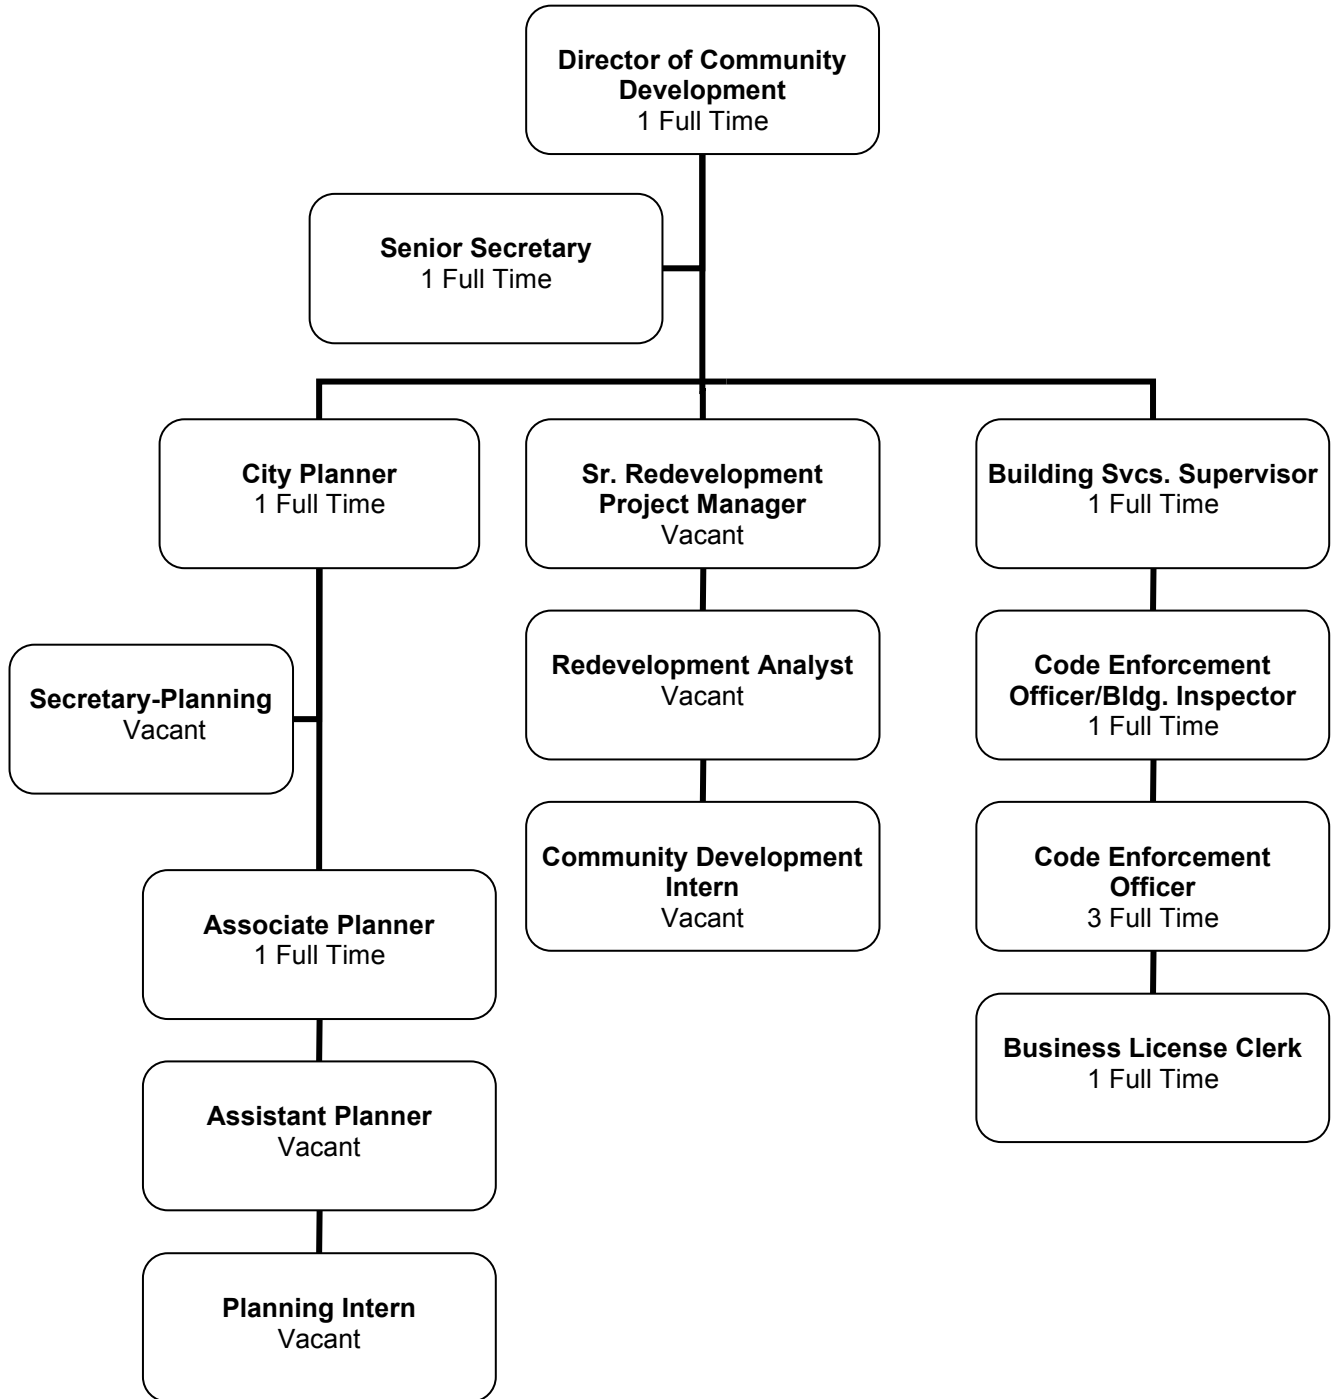 Director of Community
Development
1 Full Time
Senior Secretary
1 Full Time
City Planner
1 Full Time
Sr. Redevelopment
Project Manager
Vacant
Building Svcs. Supervisor
1 Full Time
Secretary-Planning
Vacant
Redevelopment Analyst
Vacant
Code Enforcement
Officer/Bldg. Inspector
1 Full Time
Community Development
Intern
Vacant
Code Enforcement
Officer
3 Full Time
Associate Planner
1 Full Time
Business License Clerk
1 Full Time
Assistant Planner
Vacant
Planning Intern
Vacant